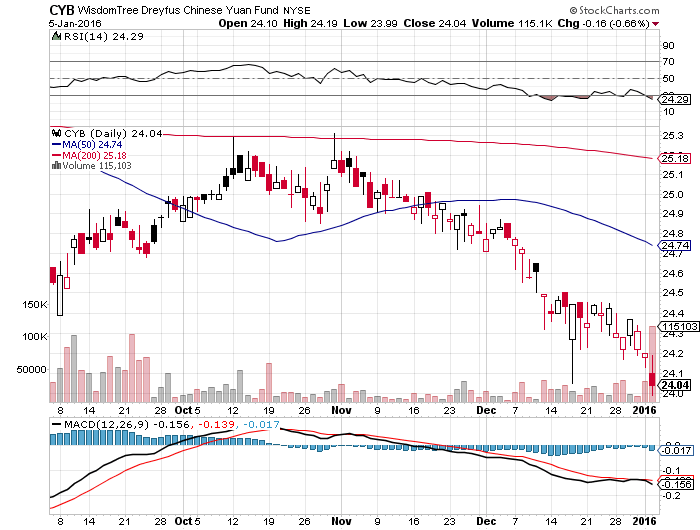 CYB WisdomTree Dreyfus Chinese Yuan Fund NYSE © StockCharts.com
5-Jan-2016 Open 24.10 High 24.19 Low 23.99 Close 24.04 Volume 115.1K Chg -0.16 (-0.66%)
RSI(14) 24.29
90
70
50
24.29
10
CYB (Daily) 24.04
MA(50) 24.74
MA(200) 25.18
Volume 115,103
25.3
25.18
25.1
25.0
24.9
24.8
24.74
24.6
24.5
24.4
24.3
24.2
24.1
24.04
24.0
150K
100K
50000
115103
8 14 21 28 Oct 5 12 19 26 Nov 9 16 23 Dec 7 14 21 28 2016
MACD(12,26,9) -0.156, -0.139, -0.017
0.0
-0.017
-0.1
-0.156
-0.2
8 14 21 28 Oct 5 12 19 26 Nov 9 16 23 Dec 7 14 21 28 2016